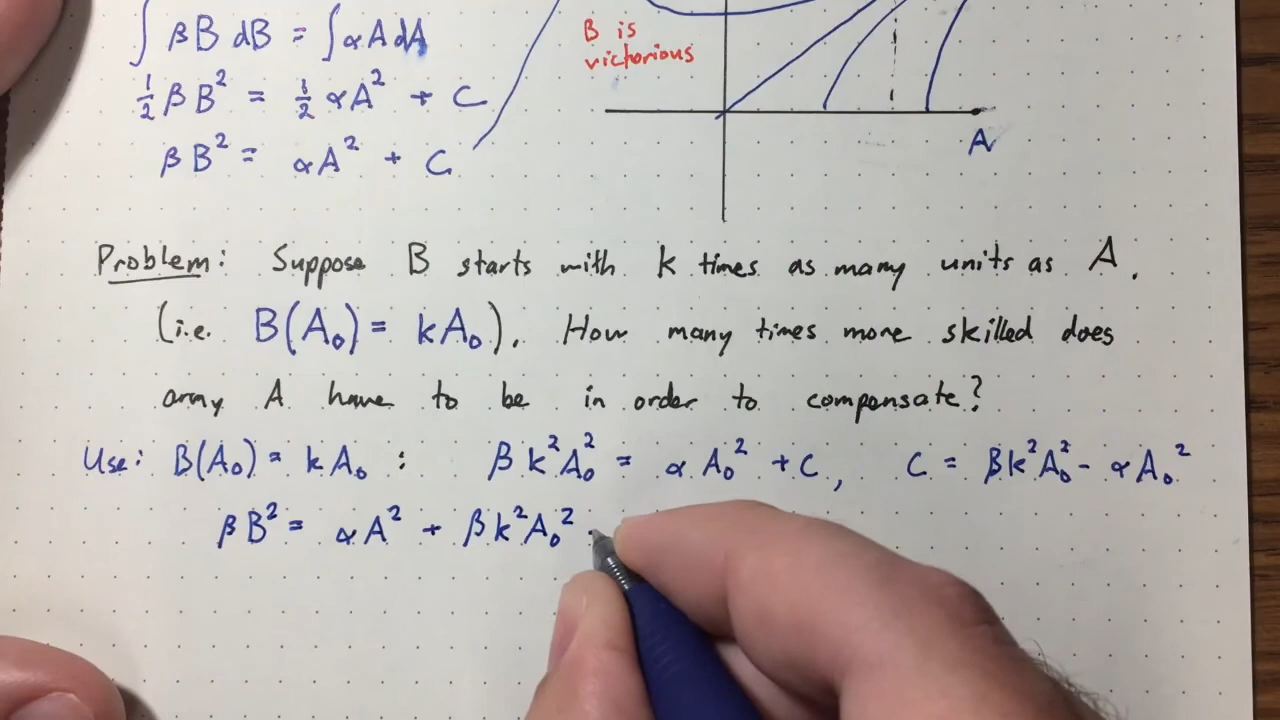 ∫ βB dB = ∫ αA dA
½ βB² = ½ αA² + C
βB² = αA² + C
B is
victorious
A
Problem: Suppose B starts with k times as many units as A.
(i.e. B(A₀) = kA₀). How many times more skilled does
army A have to be in order to compensate?
Use: B(A₀) = kA₀ : βk²A₀² = αA₀² + C, C = βk²A₀² - αA₀²
βB² = αA² + βk²A₀²